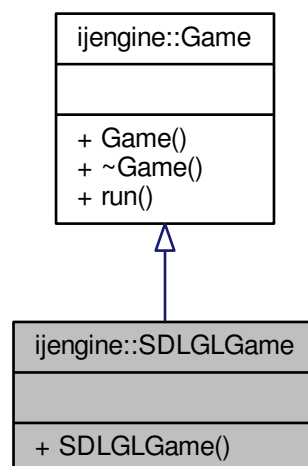 ijengine::Game
+ Game()
+ ~Game()
+ run()
ijengine::SDLGLGame
+ SDLGLGame()